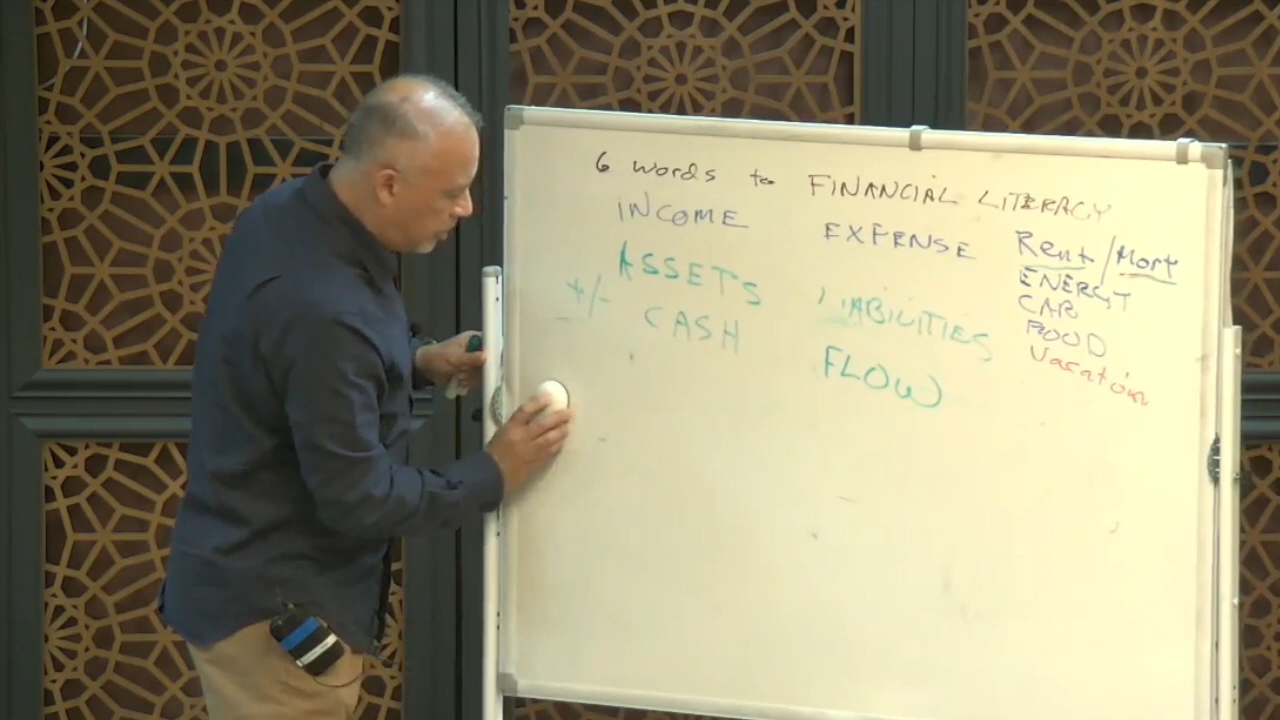 6 words to FINANCIAL LITERACY
INCOME EXPENSE Rent/Mort
ASSETS LIABILITIES ENERGY
+/- CASH FLOW CAR
FOOD
Vacation